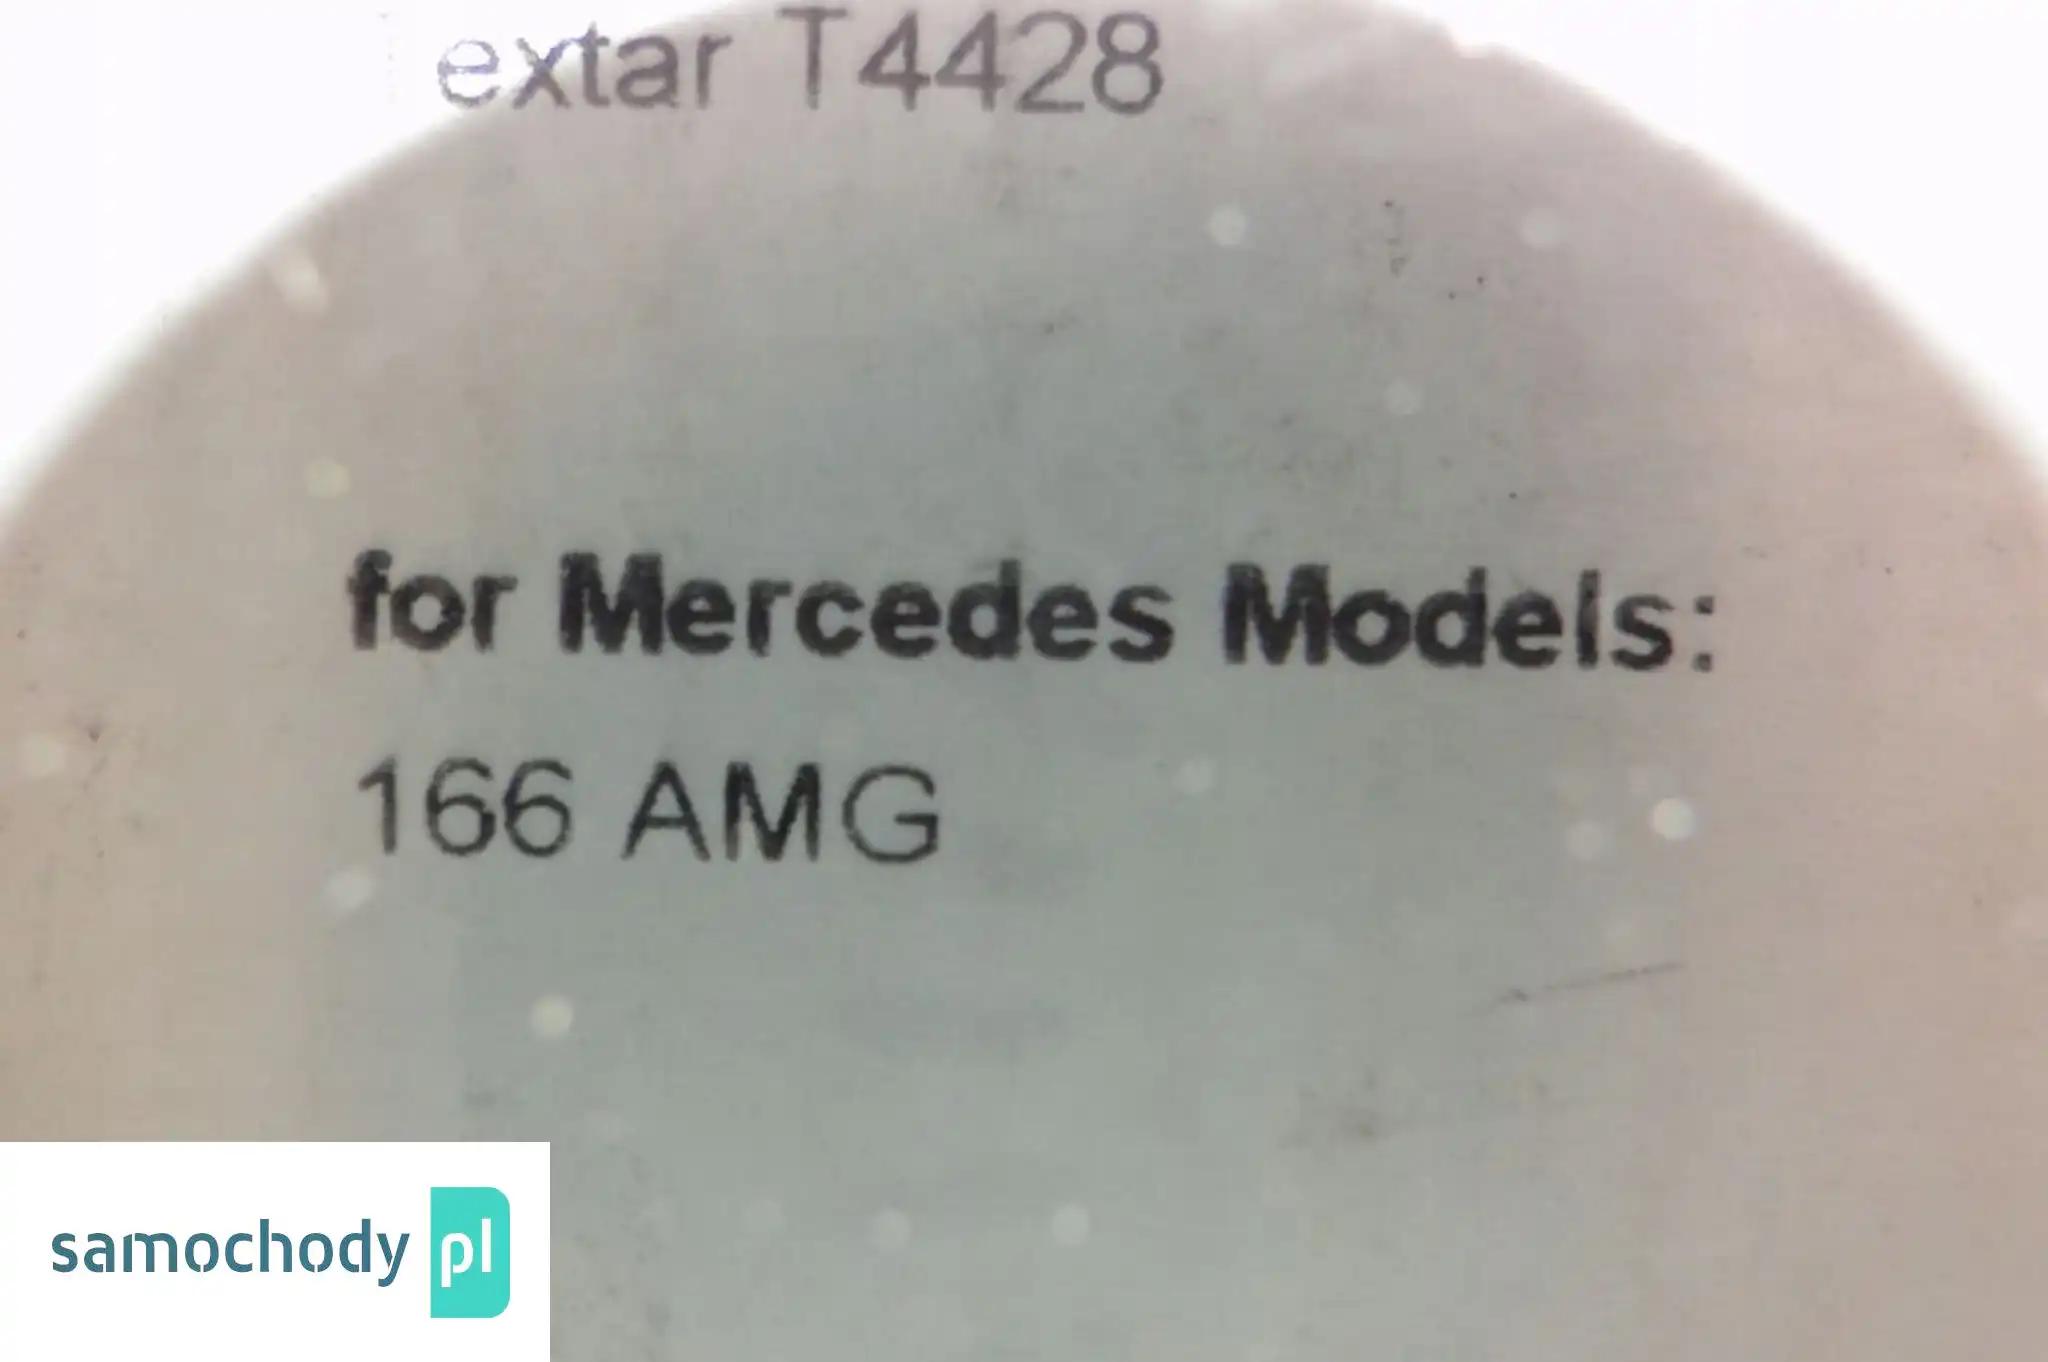 extar T4428
for Mercedes Models:
166 AMG
samochody pl